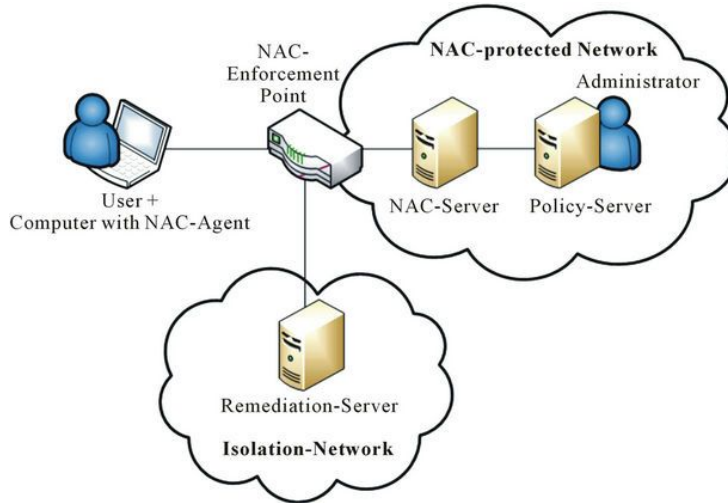 NAC-
Enforcement
Point
NAC-protected Network
Administrator
User +
Computer with NAC-Agent
NAC-Server
Policy-Server
Remediation-Server
Isolation-Network